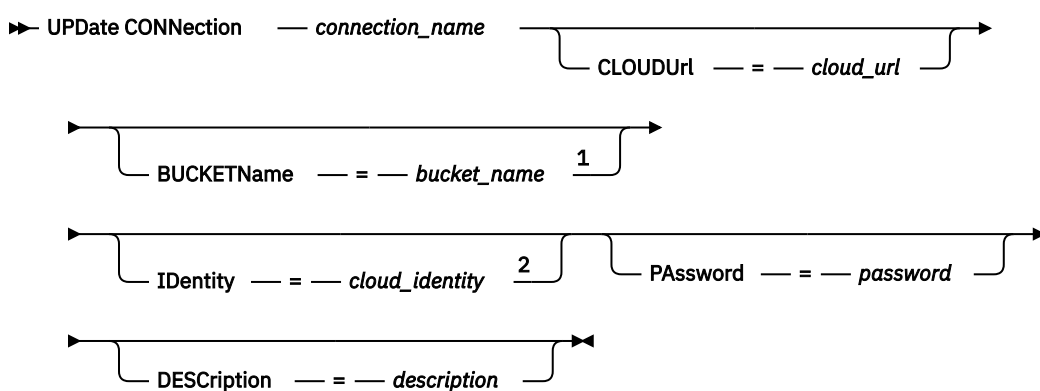 UPDate CONNection connection_name
CLOUDUrl = cloud_url
BUCKETName = bucket_name 1
IDentity = cloud_identity 2 PAssword = password
DESCription = description